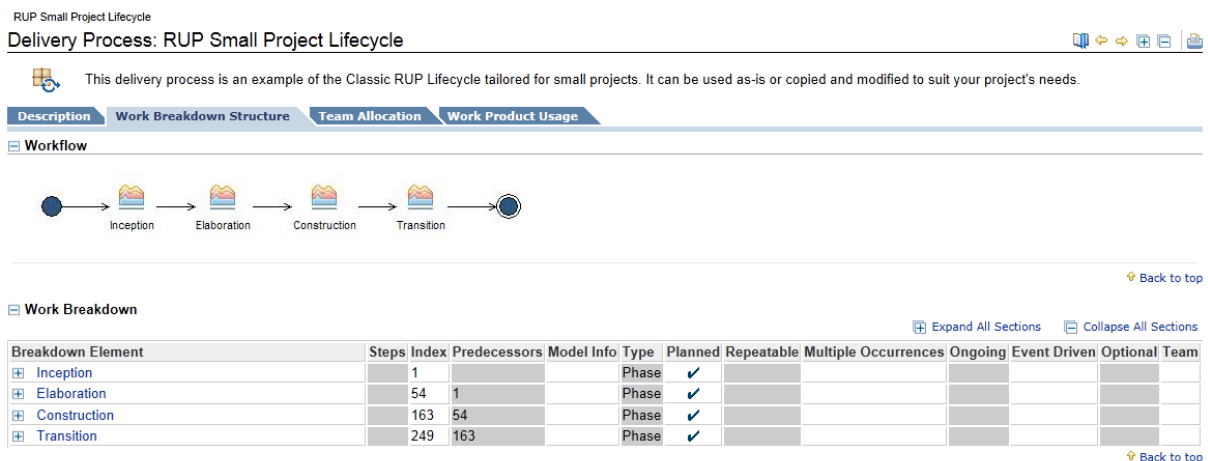 RUP Small Project Lifecycle
Delivery Process: RUP Small Project Lifecycle
This delivery process is an example of the Classic RUP Lifecycle tailored for small projects. It can be used as-is or copied and modified to suit your project's needs.
Description Work Breakdown Structure Team Allocation Work Product Usage
Workflow
Inception Elaboration Construction Transition
Back to top
Work Breakdown
Expand All Sections Collapse All Sections
Breakdown Element Steps Index Predecessors Model Info Type Planned Repeatable Multiple Occurrences Ongoing Event Driven Optional Team
Inception 1 Phase ✔
Elaboration 54 1 Phase ✔
Construction 163 54 Phase ✔
Transition 249 163 Phase ✔
Back to top